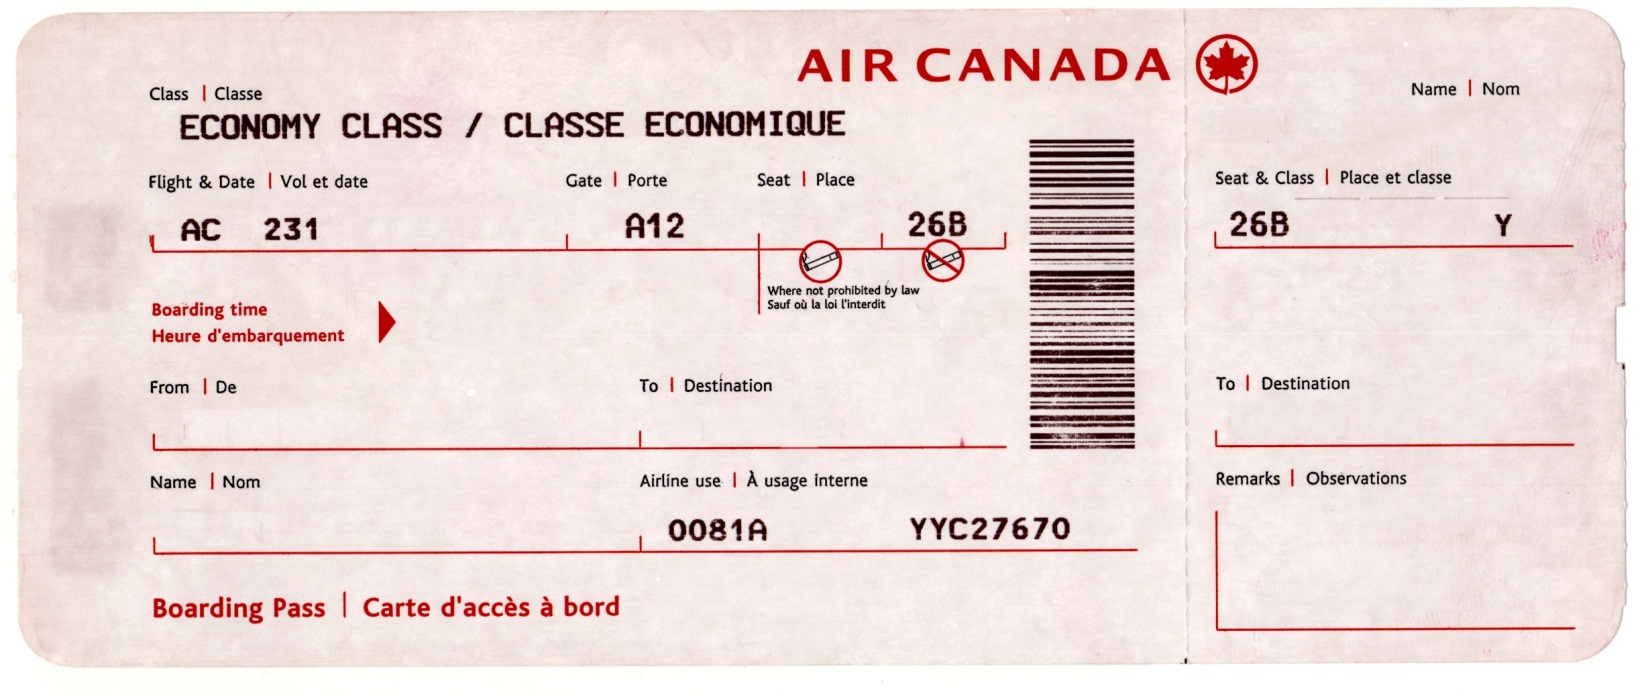 AIR CANADA
Class | Classe
ECONOMY CLASS / CLASSE ECONOMIQUE
Flight & Date | Vol et date
Gate | Porte
Seat | Place
AC 231
A12
26B
Where not prohibited by law
Sauf où la loi l'interdit
Boarding time
Heure d'embarquement
From | De
To | Destination
Name | Nom
Airline use | À usage interne
0081A
YYC27670
Boarding Pass | Carte d'accès à bord
Name | Nom
Seat & Class | Place et classe
26B
Y
To | Destination
Remarks | Observations